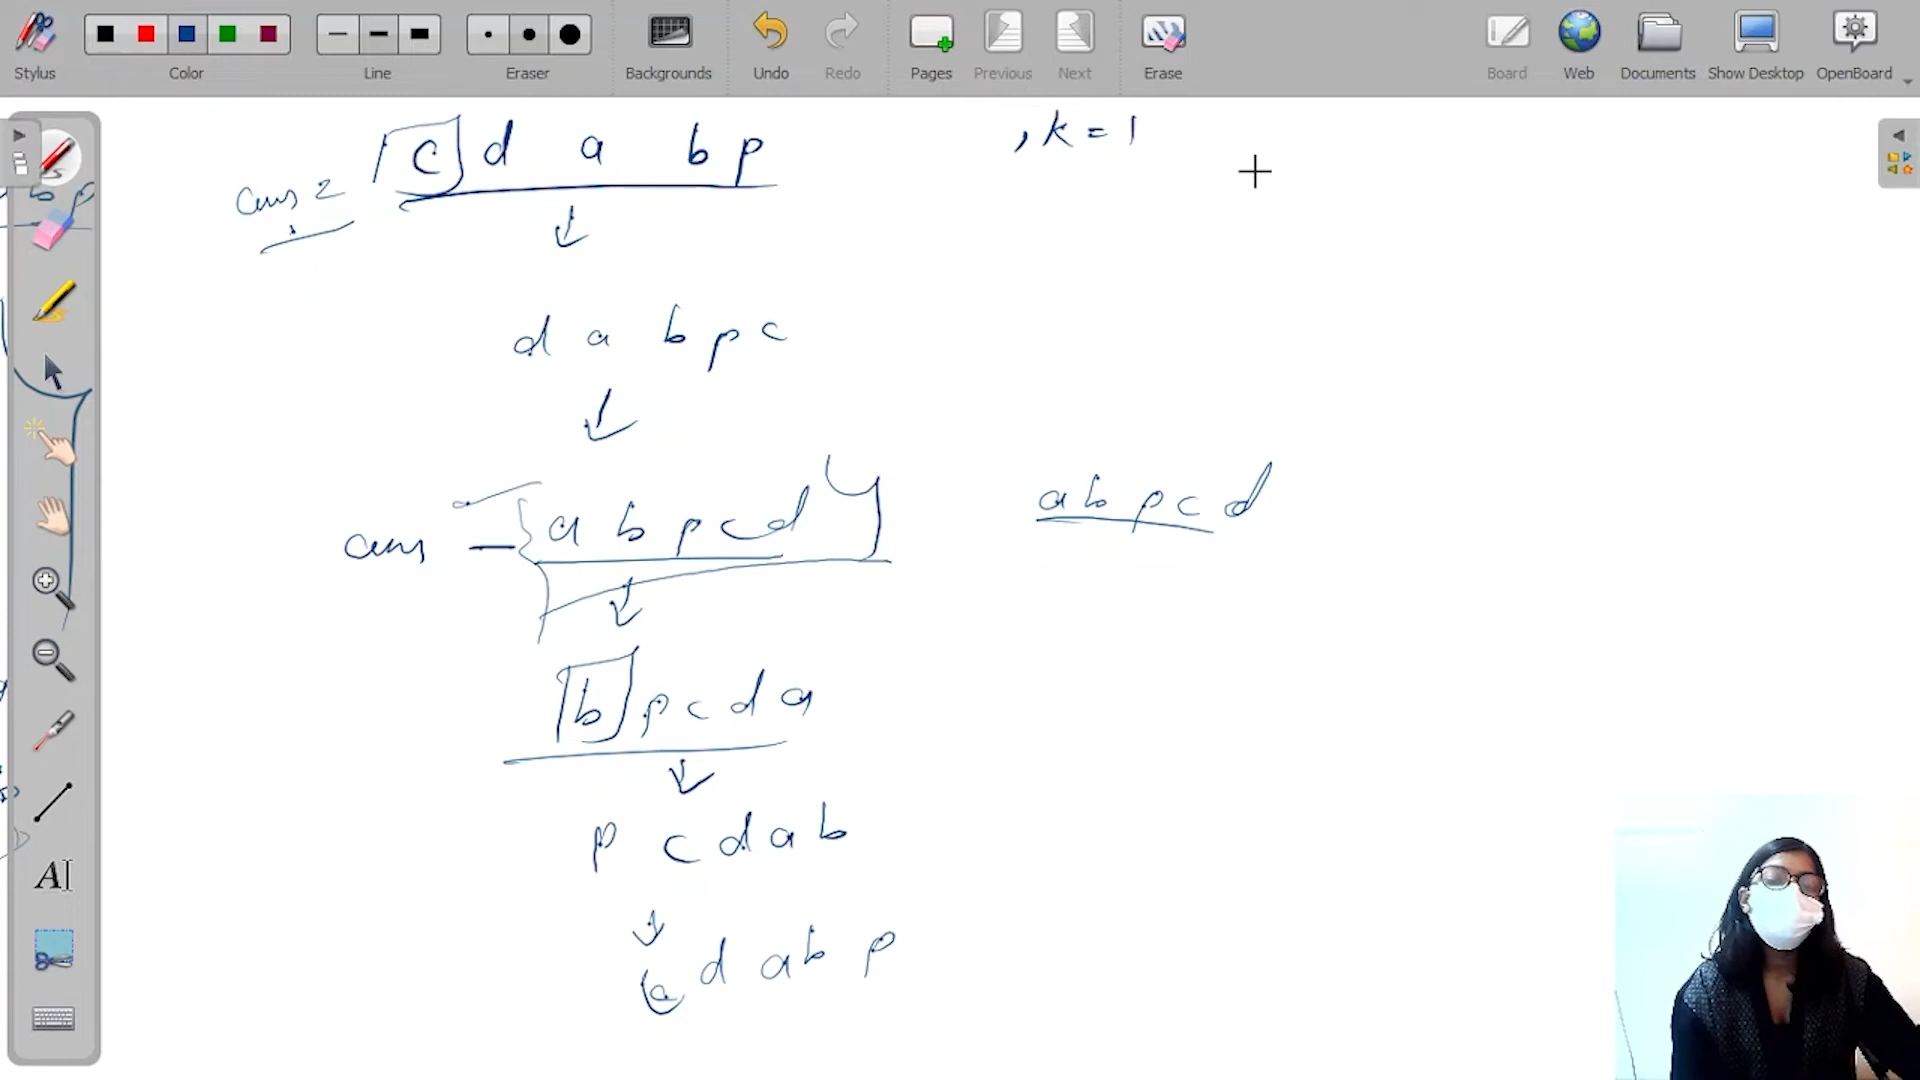 Stylus Color Line Eraser Backgrounds Undo Redo Pages Previous Next Erase Board Web Documents Show Desktop OpenBoard
c d a b p , k = 1
ans 2
d a b p c
ans a b p c d
a b p c d
b p c d a
p c d a b
c d a b p